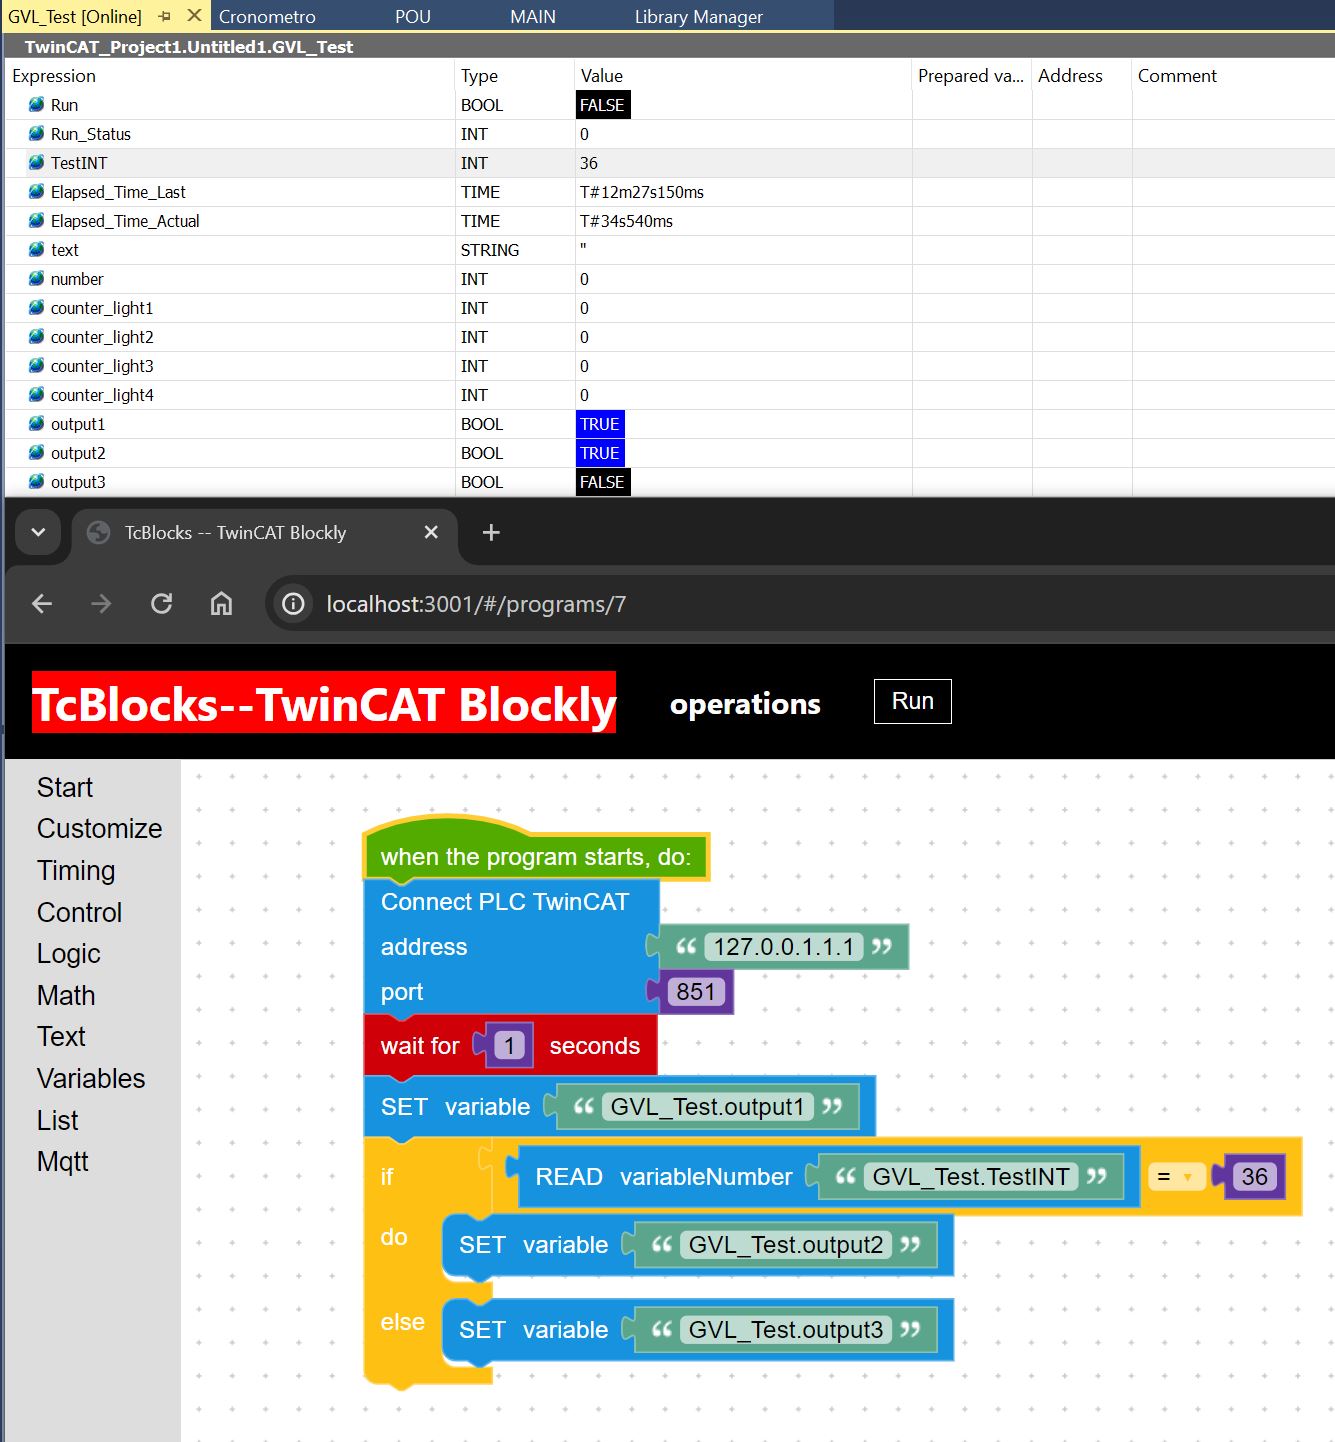 GVL_Test [Online] Cronometro POU MAIN Library Manager
TwinCAT_Project1.Untitled1.GVL_Test
Expression Type Value Prepared va... Address Comment
Run BOOL FALSE
Run_Status INT 0
TestINT INT 36
Elapsed_Time_Last TIME T#12m27s150ms
Elapsed_Time_Actual TIME T#34s540ms
text STRING ''
number INT 0
counter_light1 INT 0
counter_light2 INT 0
counter_light3 INT 0
counter_light4 INT 0
output1 BOOL TRUE
output2 BOOL TRUE
output3 BOOL FALSE
TcBlocks -- TwinCAT Blockly
localhost:3001/#/programs/7
TcBlocks--TwinCAT Blockly operations Run
Start
Customize
Timing
Control
Logic
Math
Text
Variables
List
Mqtt
when the program starts, do:
Connect PLC TwinCAT
address “ 127.0.0.1.1.1 ”
port 851
wait for 1 seconds
SET variable “ GVL_Test.output1 ”
if READ variableNumber “ GVL_Test.TestINT ” = 36
do SET variable “ GVL_Test.output2 ”
else SET variable “ GVL_Test.output3 ”